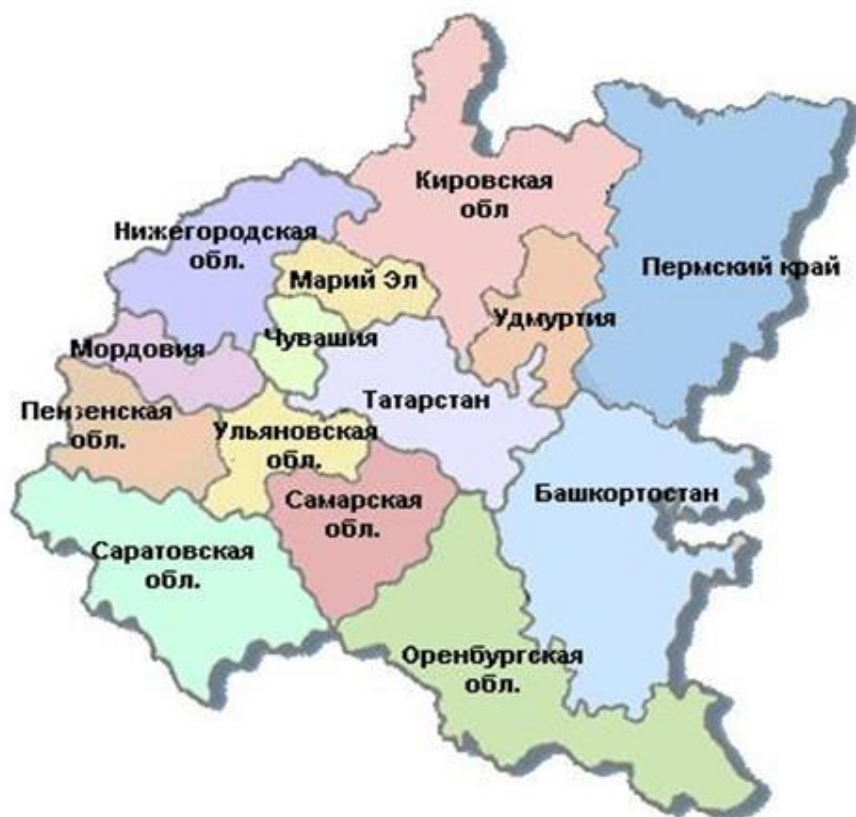 Кировская
обл
Нижегородская
обл.
Пермский край
Марий Эл
Удмуртия
Чувашия
Мордовия
Татарстан
Пензенская
обл.
Ульяновская
обл.
Башкортостан
Самарская
обл.
Саратовская
обл.
Оренбургская
обл.